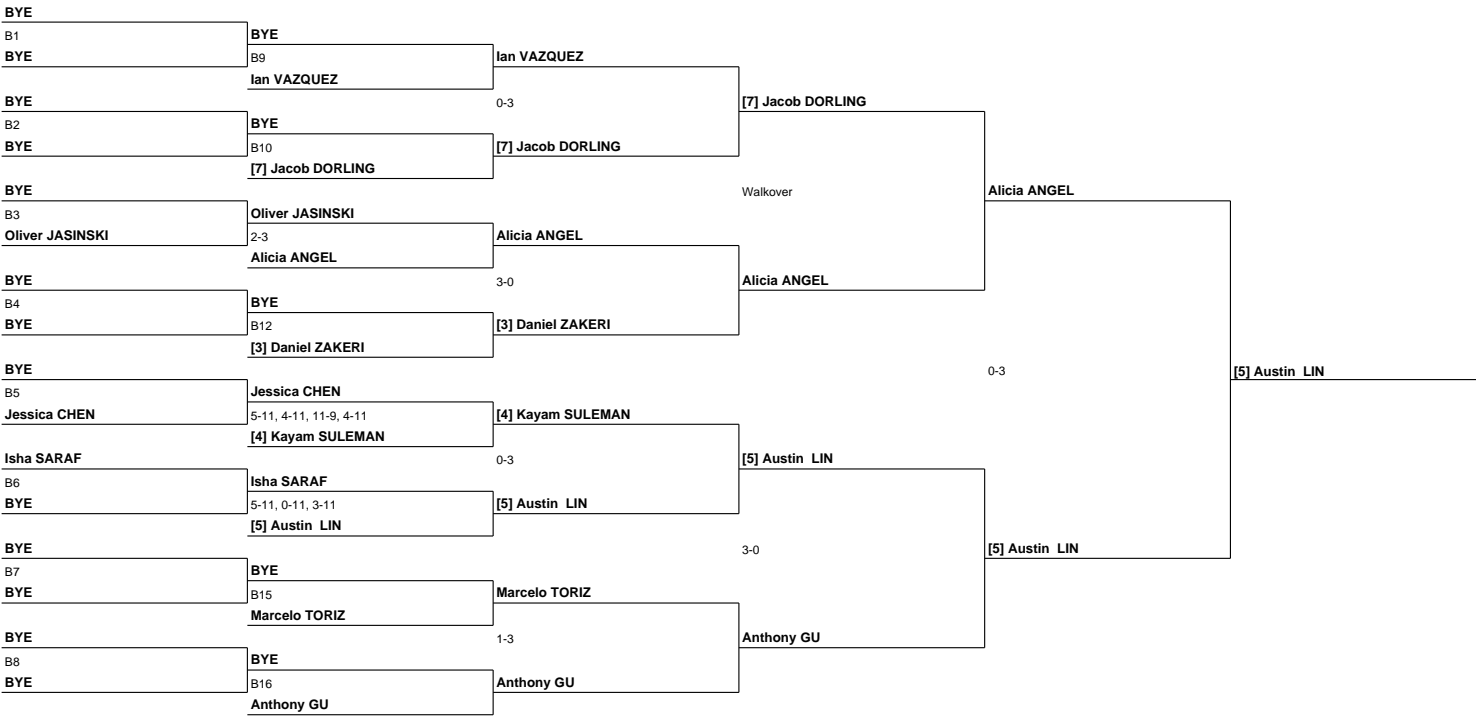 BYE
B1
BYE
BYE
B9
Ian VAZQUEZ
Ian VAZQUEZ
0-3
BYE
B2
BYE
BYE
B10
[7] Jacob DORLING
[7] Jacob DORLING
[7] Jacob DORLING
Walkover
BYE
B3
Oliver JASINSKI
Oliver JASINSKI
2-3
Alicia ANGEL
Alicia ANGEL
3-0
BYE
B4
BYE
BYE
B12
[3] Daniel ZAKERI
[3] Daniel ZAKERI
Alicia ANGEL
Alicia ANGEL
0-3
BYE
B5
Jessica CHEN
Jessica CHEN
5-11, 4-11, 11-9, 4-11
[4] Kayam SULEMAN
[4] Kayam SULEMAN
0-3
Isha SARAF
B6
BYE
Isha SARAF
5-11, 0-11, 3-11
[5] Austin LIN
[5] Austin LIN
[5] Austin LIN
3-0
BYE
B7
BYE
BYE
B15
Marcelo TORIZ
Marcelo TORIZ
1-3
BYE
B8
BYE
BYE
B16
Anthony GU
Anthony GU
Anthony GU
[5] Austin LIN
[5] Austin LIN